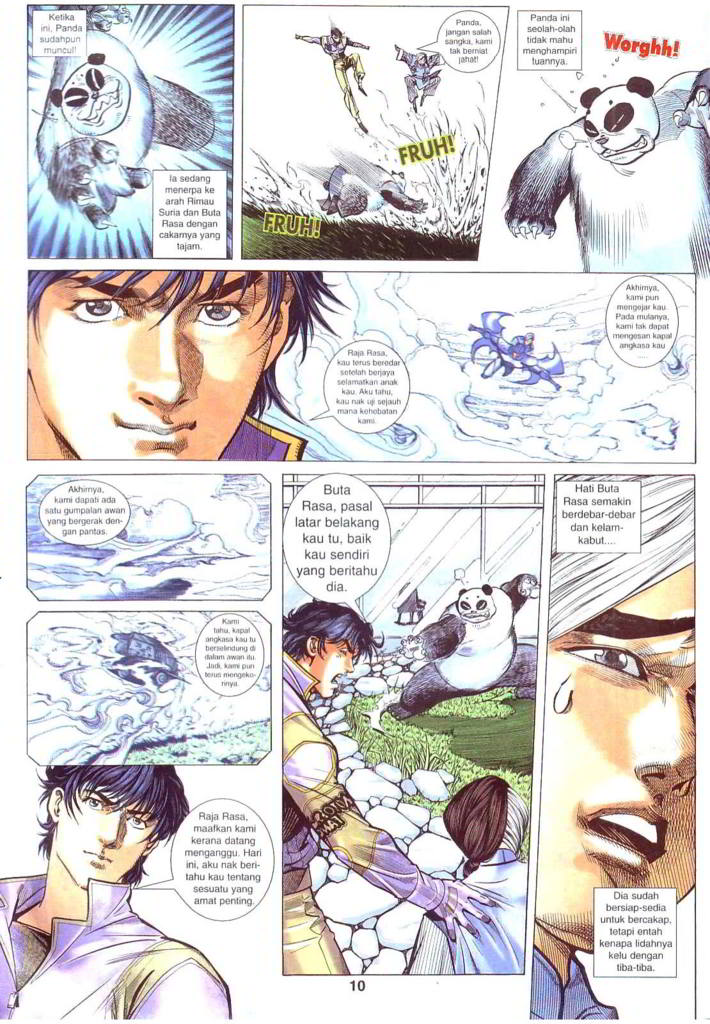 Ketika
ini, Panda
sudahpun
muncul!
Ia sedang
menerpa ke
arah Rimau
Suria dan Buta
Rasa dengan
cakarnya yang
tajam.
Panda,
jangan salah
sangka, kami
tak berniat
jahat!
FRUH!
FRUH!
Panda ini
seolah-olah
tidak mahu
menghampiri
tuannya.
Worghh!
Raja Rasa,
kau terus beredar
setelah berjaya
selamatkan anak
kau. Aku tahu,
kau nak uji sejauh
mana kehebatan
kami.
Akhirnya,
kami pun
mengejar kau.
Pada mulanya,
kami tak dapat
mengesan kapal
angkasa kau
.....
Akhirnya,
kami dapati ada
satu gumpalan awan
yang bergerak den-
gan pantas.
Kami
tahu, kapal
angkasa kau tu
berselindung di
dalam awan itu.
Jadi, kami pun
terus mengeko-
rinya.
Raja Rasa,
maafkan kami
kerana datang
menganggu. Hari
ini, aku nak beri-
tahu kau tentang
sesuatu yang
amat penting.
Buta
Rasa, pasal
latar belakang
kau tu, baik
kau sendiri
yang beritahu
dia.
Hati Buta
Rasa semakin
berdebar-debar
dan kelam-
kabut....
Dia sudah
bersiap-sedia
untuk bercakap,
tetapi entah
kenapa lidahnya
kelu dengan
tiba-tiba.
10